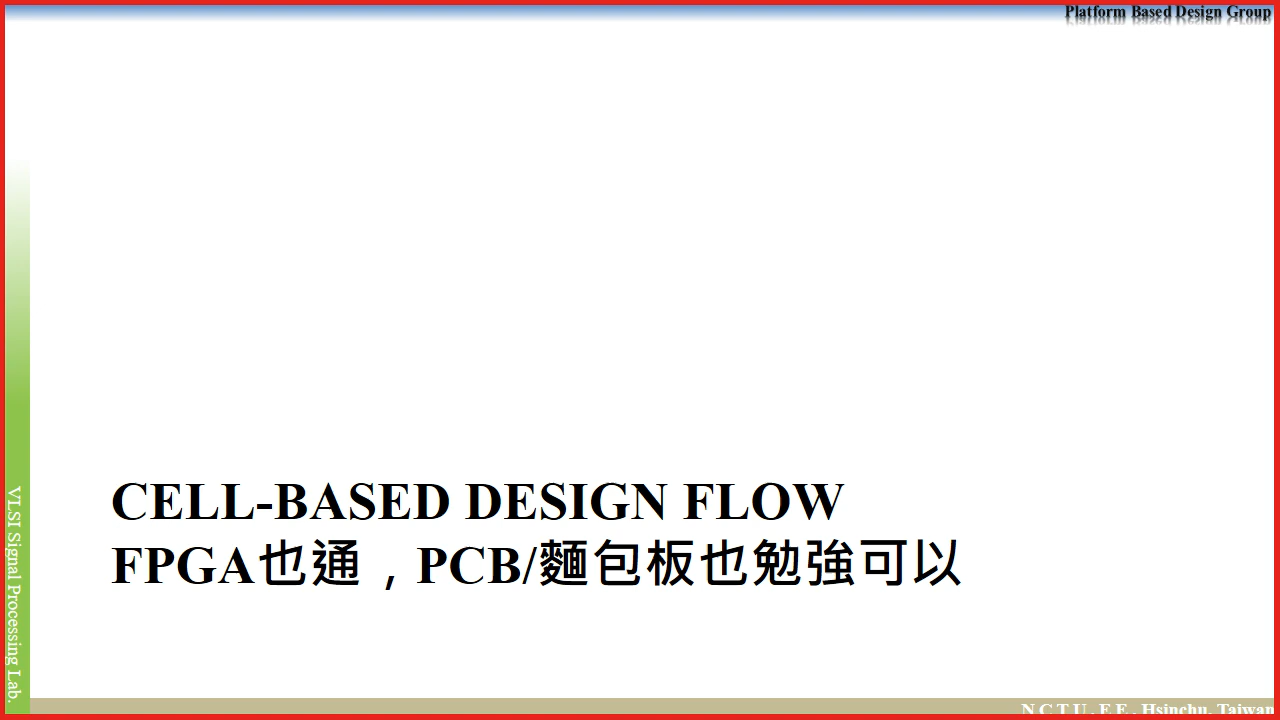 Platform Based Design Group
CELL-BASED DESIGN FLOW
FPGA也通，PCB/麵包板也勉強可以
VLSI Signal Processing Lab.
N C T U . E E , Hsinchu, Taiwan